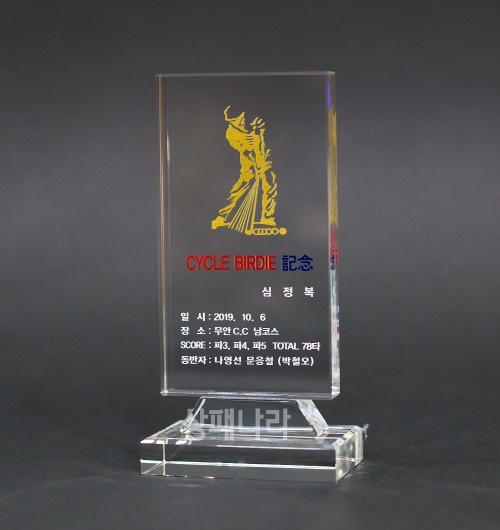 CYCLE BIRDIE 記念
심 정 복
일 시 : 2019. 10. 6
장 소 : 무안 C.C 남코스
SCORE : 파3, 파4, 파5 TOTAL 78타
동반자 : 나영선 문응철 (박철오)
상패나라